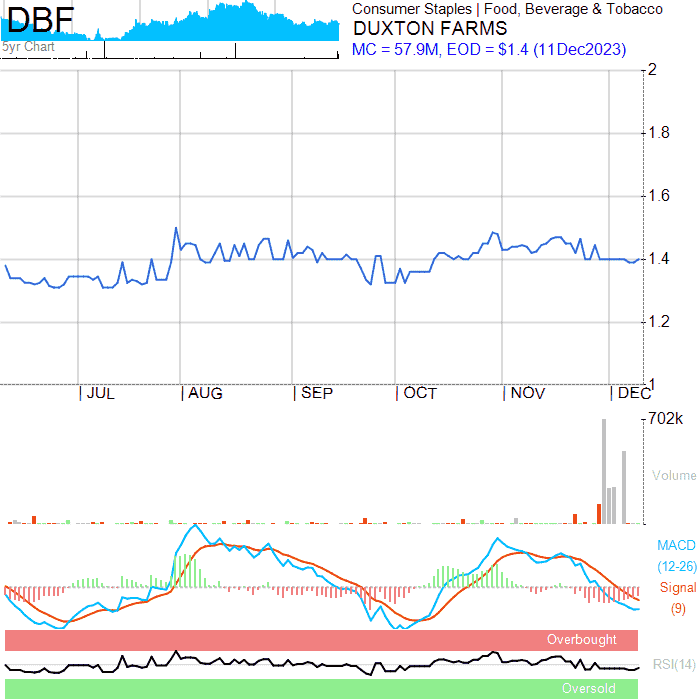 DBF
Consumer Staples | Food, Beverage & Tobacco
DUXTON FARMS
5yr Chart
MC = 57.9M, EOD = $1.4 (11Dec2023)
2
1.8
1.6
1.4
1.2
1
| JUL | AUG | SEP | OCT | NOV | DEC
702k
Volume
MACD
(12-26)
Signal
(9)
Overbought
RSI(14)
Oversold